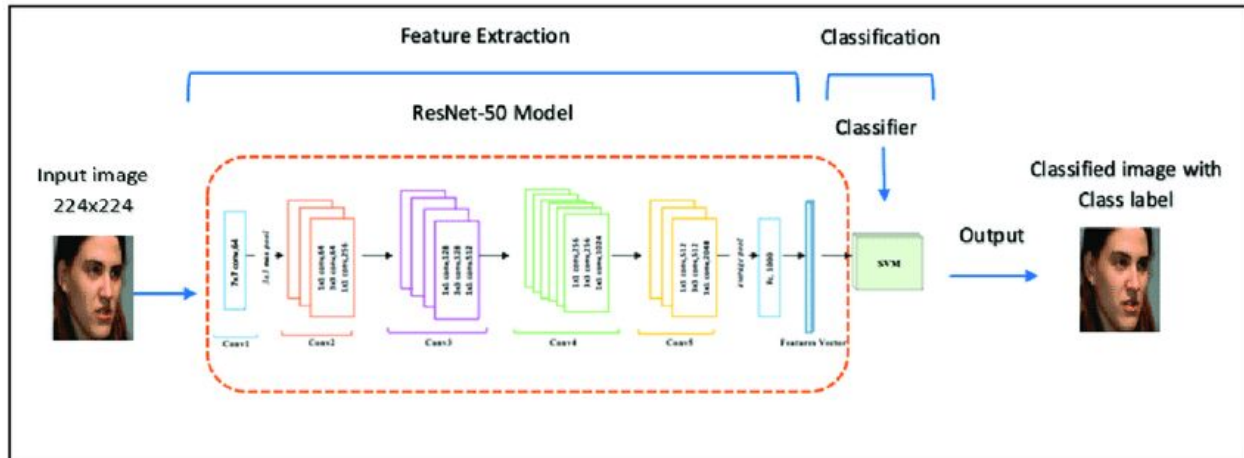 Feature Extraction
Classification
ResNet-50 Model
Classifier
Input image
224x224
Classified image with
Class label
7x7 conv,64
3x3 max pool
1x1 conv,64
3x3 conv,64
1x1 conv,256
1x1 conv,128
3x3 conv,128
1x1 conv,512
1x1 conv,256
3x3 conv,256
1x1 conv,1024
1x1 conv,512
3x3 conv,512
1x1 conv,2048
average pool
fc, 1000
SVM
Output
Conv1
Conv2
Conv3
Conv4
Conv5
Features Vector